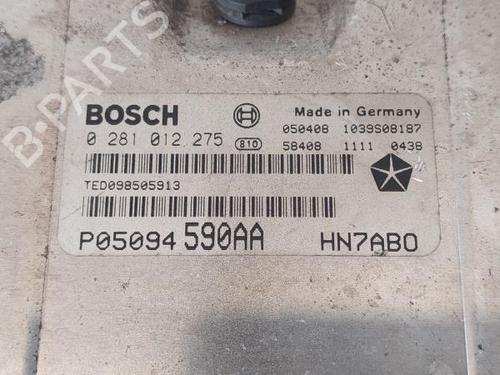 BOSCH
Made in Germany
0 281 012 275 810
050408 1039S08187
58408 1111 0438
TED098505913
P05094 590AA HN7AB0
B-PARTS